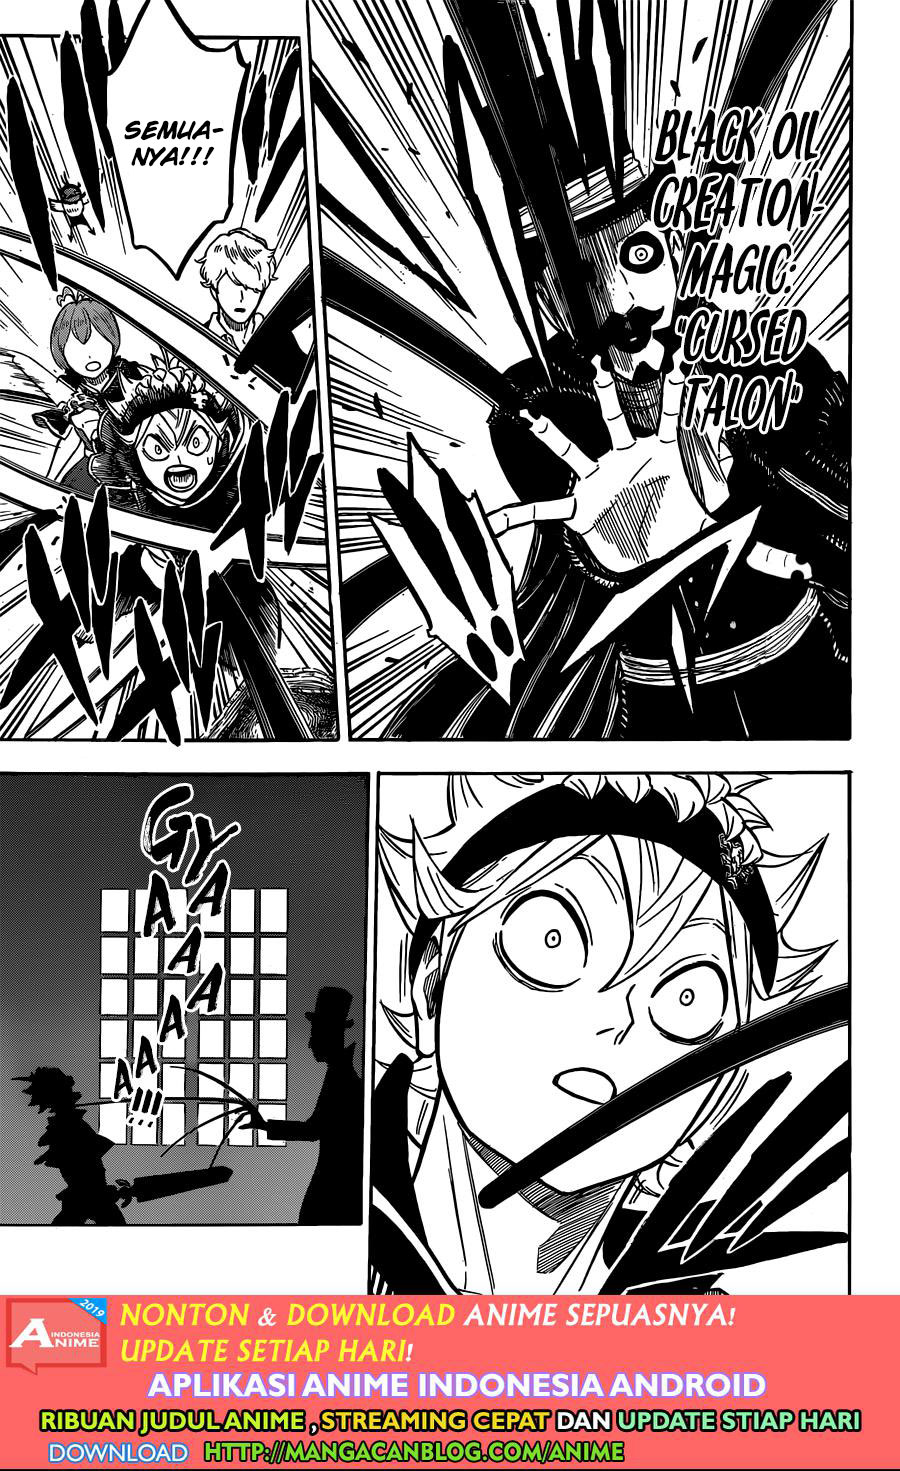 BLACK OIL
CREATION
MAGIC:
"CURSED
TALON"
SEMUA-
NYA!!!
GYAAAAAAAAA!!!
2019
INDONESIA
ANIME
NONTON & DOWNLOAD ANIME SEPUASNYA!
UPDATE SETIAP HARI!
APLIKASI ANIME INDONESIA ANDROID
RIBUAN JUDUL ANIME , STREAMING CEPAT DAN UPDATE STIAP HARI
DOWNLOAD HTTP://MANGACANBLOG.COM/ANIME